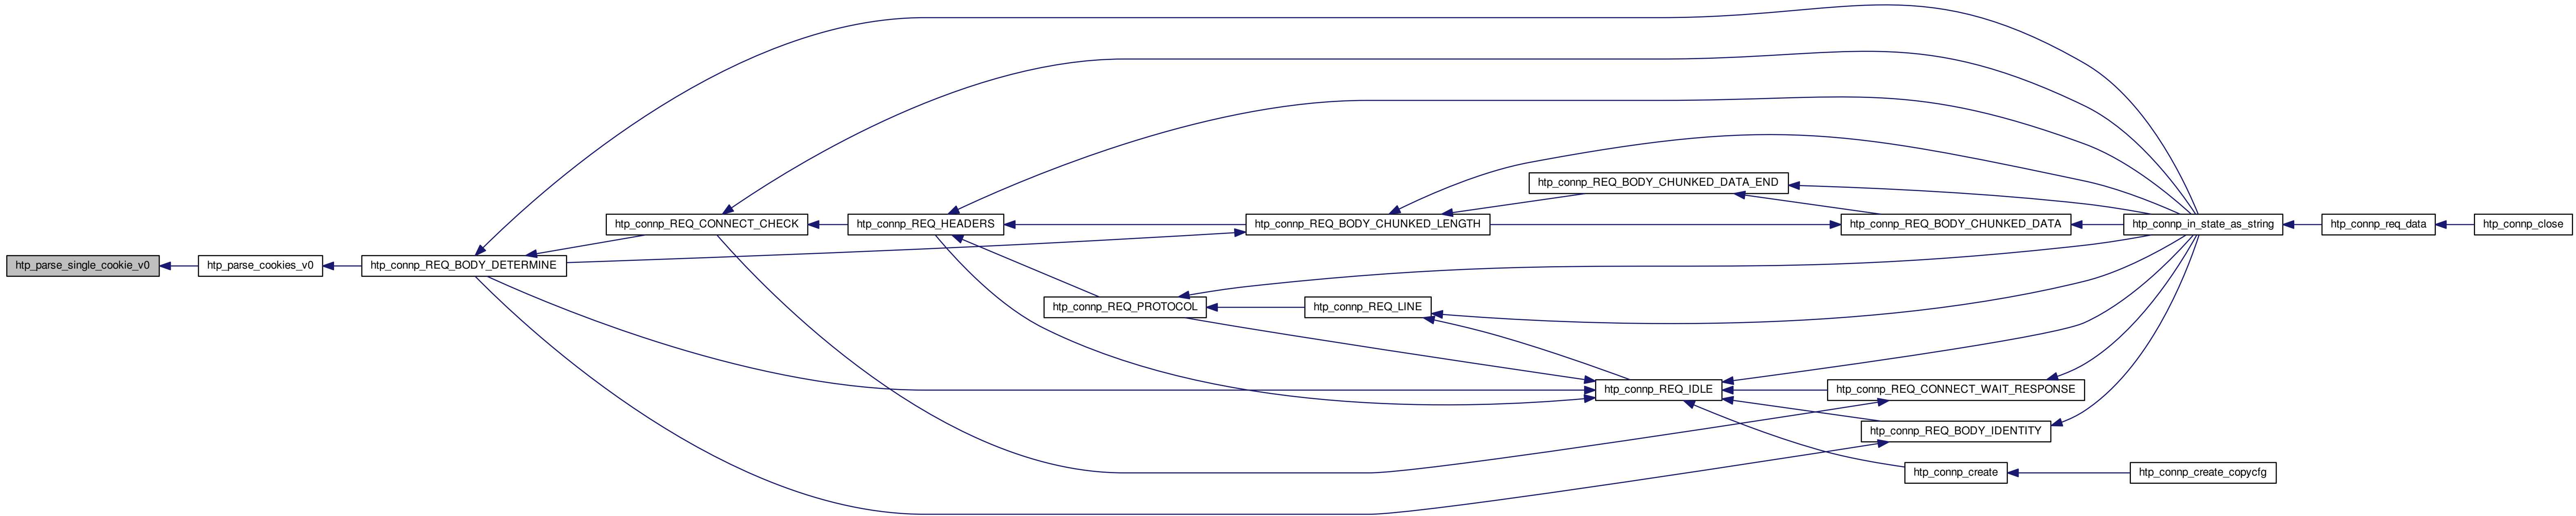 htp_parse_single_cookie_v0
htp_parse_cookies_v0
htp_connp_REQ_BODY_DETERMINE
htp_connp_REQ_CONNECT_CHECK
htp_connp_REQ_HEADERS
htp_connp_REQ_PROTOCOL
htp_connp_REQ_BODY_CHUNKED_LENGTH
htp_connp_REQ_LINE
htp_connp_REQ_BODY_CHUNKED_DATA_END
htp_connp_REQ_IDLE
htp_connp_REQ_BODY_CHUNKED_DATA
htp_connp_REQ_CONNECT_WAIT_RESPONSE
htp_connp_REQ_BODY_IDENTITY
htp_connp_create
htp_connp_in_state_as_string
htp_connp_create_copycfg
htp_connp_req_data
htp_connp_close